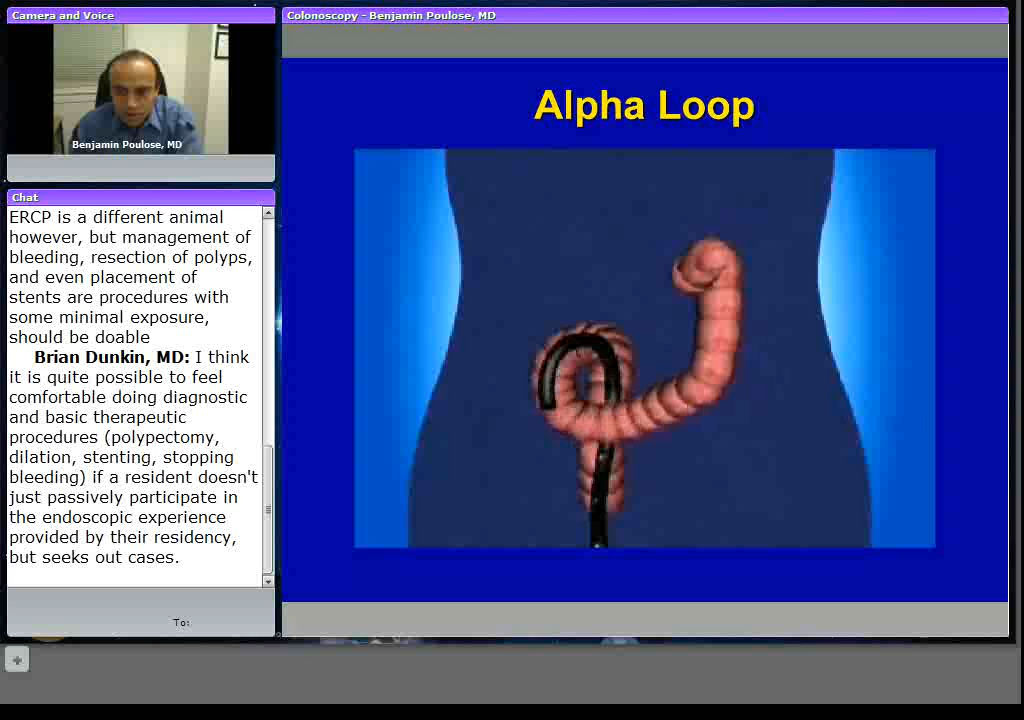 Camera and Voice
Benjamin Poulose, MD
Chat
ERCP is a different animal
however, but management of
bleeding, resection of polyps,
and even placement of
stents are procedures with
some minimal exposure,
should be doable
Brian Dunkin, MD: I think
it is quite possible to feel
comfortable doing diagnostic
and basic therapeutic
procedures (polypectomy,
dilation, stenting, stopping
bleeding) if a resident doesn't
just passively participate in
the endoscopic experience
provided by their residency,
but seeks out cases.
To:
Colonoscopy - Benjamin Poulose, MD
Alpha Loop